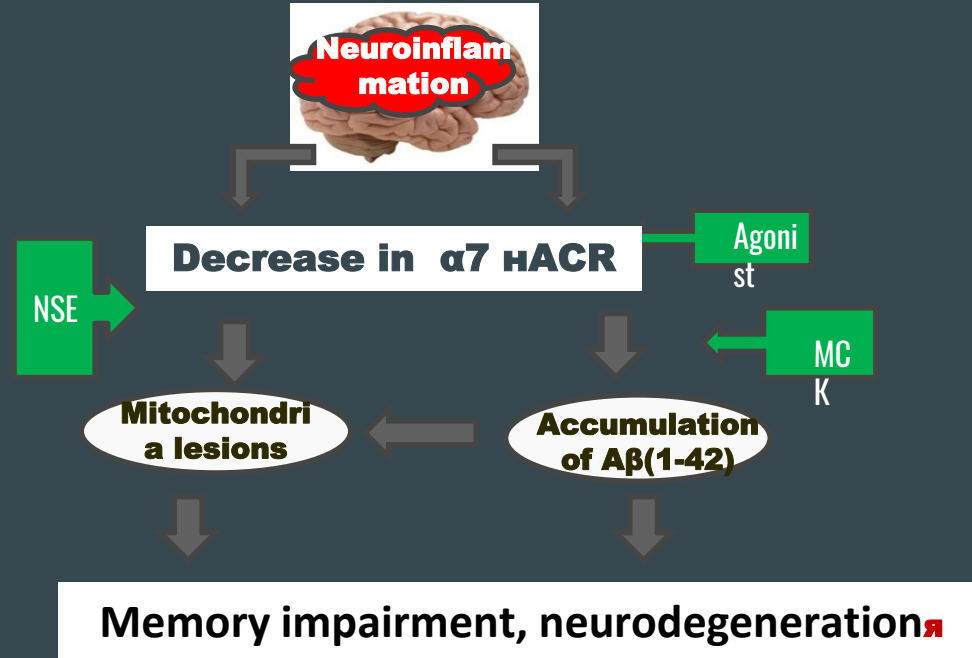 Neuroinflam
mation
Decrease in α7 нACR
Agoni
st
NSE
MC
K
Mitochondri
a lesions
Accumulation
of Aβ(1-42)
Memory impairment, neurodegenerationя